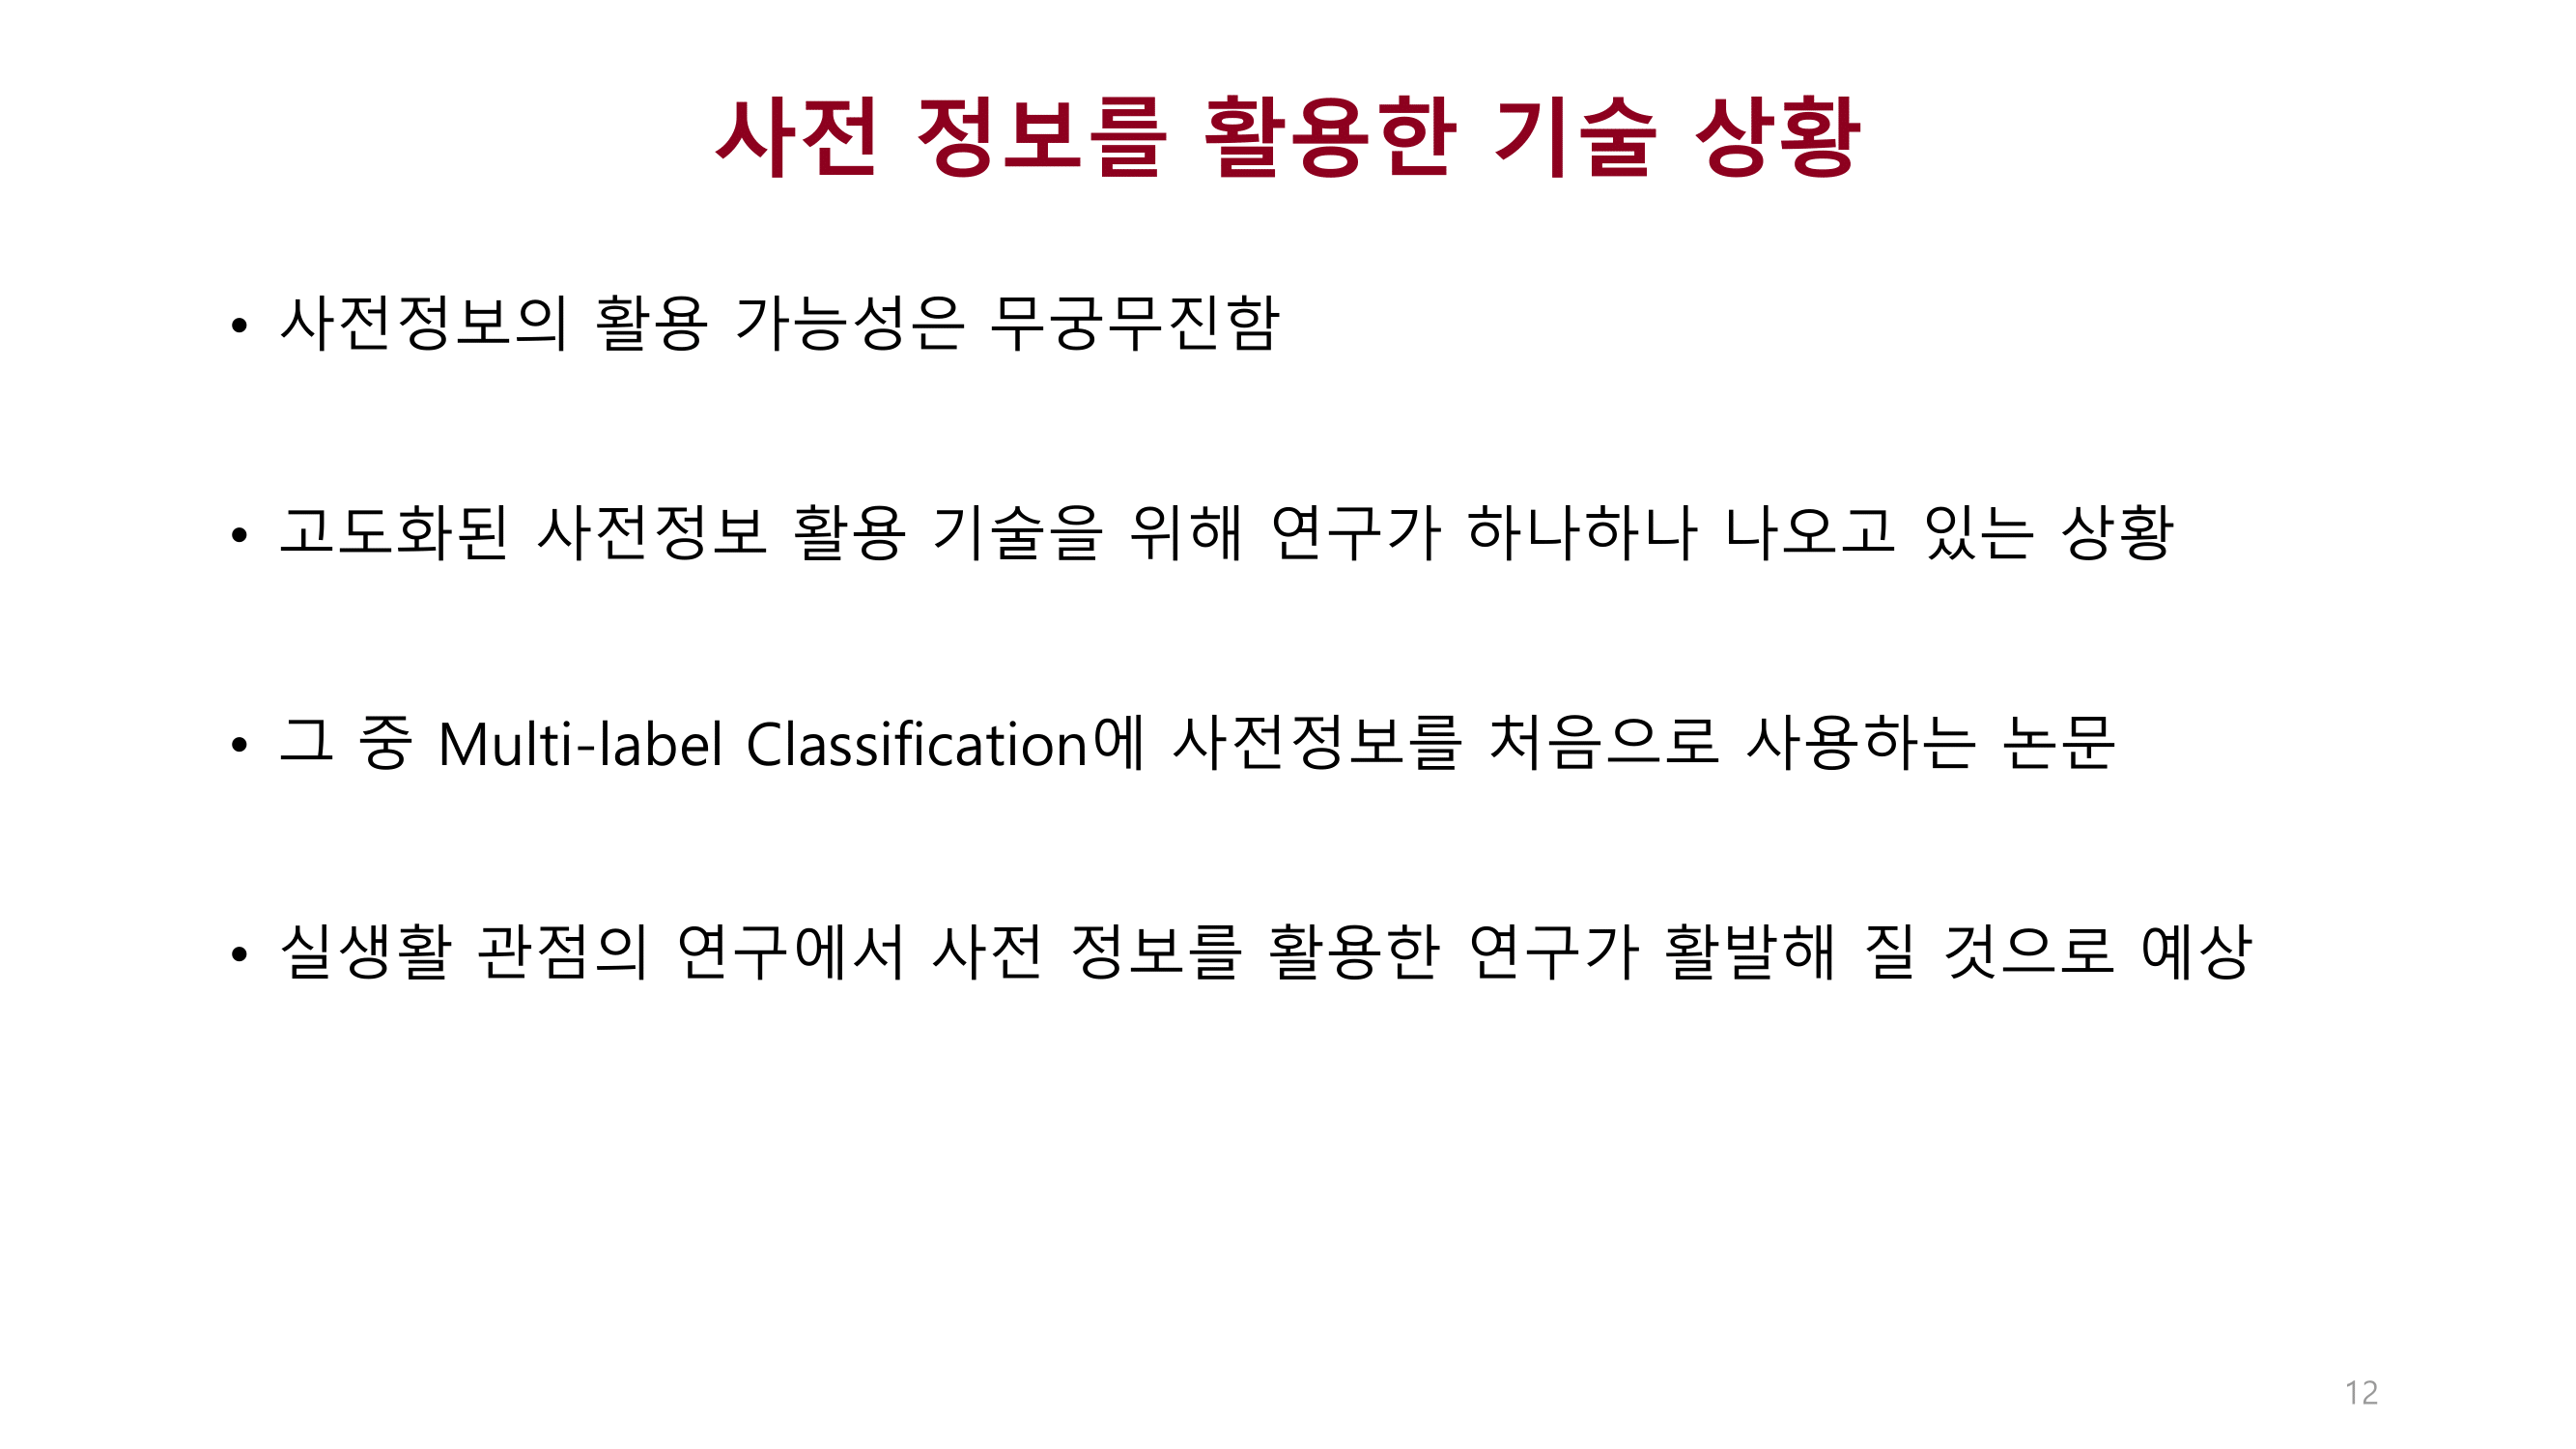 사전 정보를 활용한 기술 상황
• 사전정보의 활용 가능성은 무궁무진함
• 고도화된 사전정보 활용 기술을 위해 연구가 하나하나 나오고 있는 상황
• 그 중 Multi-label Classification에 사전정보를 처음으로 사용하는 논문
• 실생활 관점의 연구에서 사전 정보를 활용한 연구가 활발해 질 것으로 예상
12